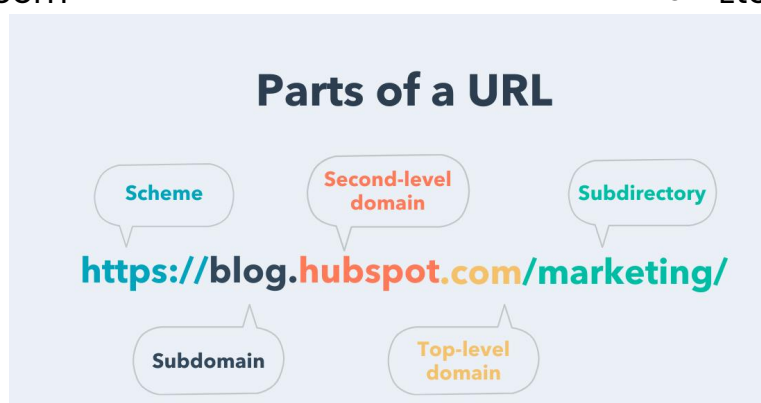 Parts of a URL
Scheme
Second-level
domain
Subdirectory
https://blog.hubspot.com/marketing/
Subdomain
Top-level
domain